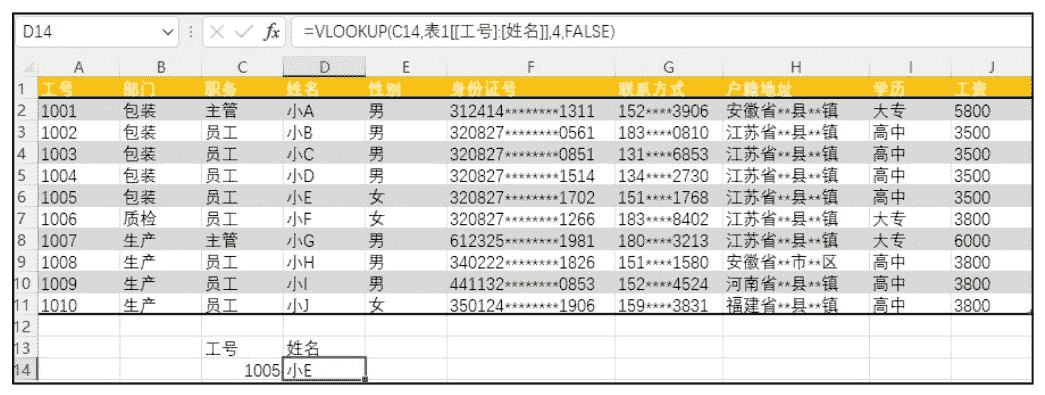 D14 fx =VLOOKUP(C14,表1[[工号]:[姓名]],4,FALSE)
A B C D E F G H I J
1 工号 部门 职务 姓名 性别 身份证号 联系方式 户籍地址 学历 工资
2 1001 包装 主管 小A 男 312414********1311 152****3906 安徽省**县**镇 大专 5800
3 1002 包装 员工 小B 男 320827********0561 183****0810 江苏省**县**镇 高中 3500
4 1003 包装 员工 小C 男 320827********0851 131****6853 江苏省**县**镇 高中 3500
5 1004 包装 员工 小D 男 320827********1514 134****2730 江苏省**县**镇 高中 3500
6 1005 包装 员工 小E 女 320827********1702 151****1768 江苏省**县**镇 高中 3500
7 1006 质检 员工 小F 女 320827********1266 183****8402 江苏省**县**镇 大专 3800
8 1007 生产 主管 小G 男 612325********1981 180****3213 江苏省**县**镇 大专 6000
9 1008 生产 员工 小H 男 340222********1826 151****1580 安徽省**市**区 高中 3800
10 1009 生产 员工 小I 男 441132********0853 152****4524 河南省**县**镇 高中 3800
11 1010 生产 员工 小J 女 350124********1906 159****3831 福建省**县**镇 高中 3800
12
13 工号 姓名
14 1005 小E